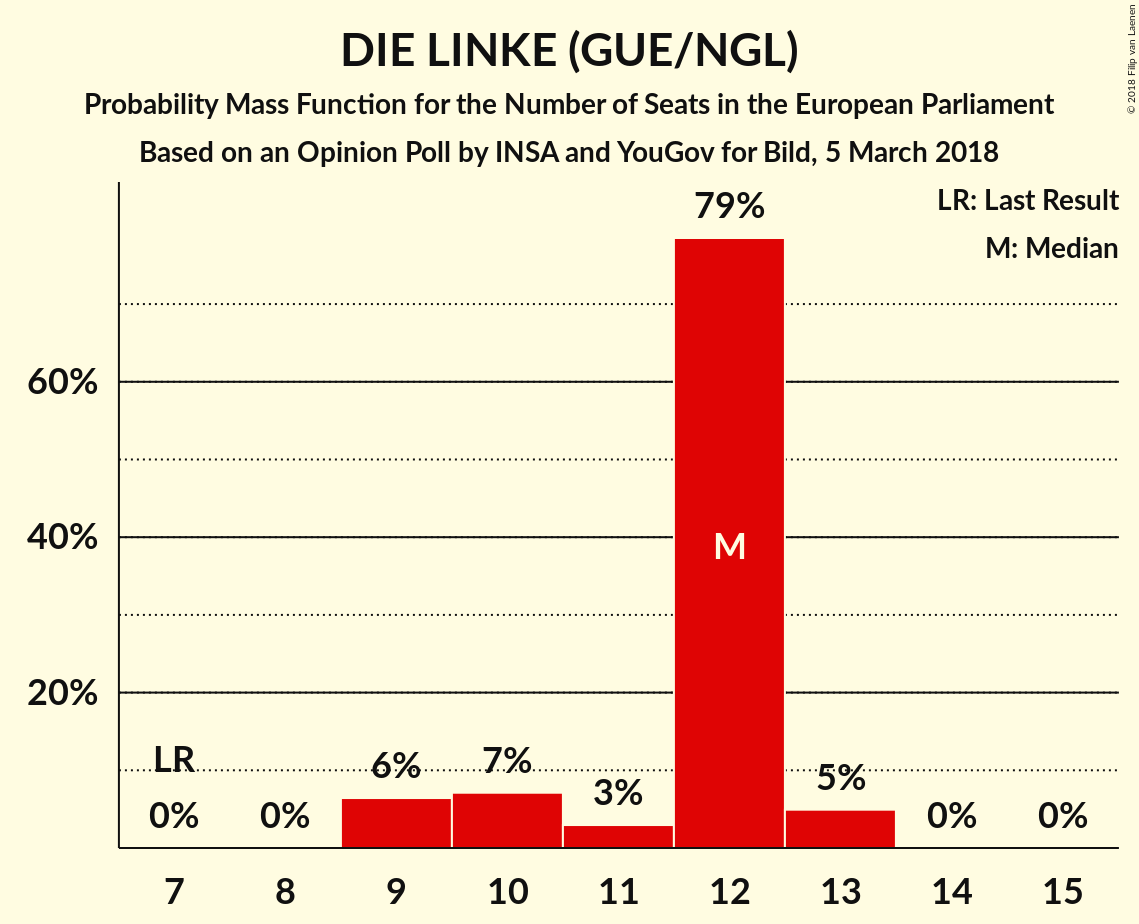 DIE LINKE (GUE/NGL)
Probability Mass Function for the Number of Seats in the European Parliament
Based on an Opinion Poll by INSA and YouGov for Bild, 5 March 2018
© 2018 Filip van Laenen
LR: Last Result
M: Median
79%
60%
40%
20%
M
LR
0%
0%
6%
7%
3%
5%
0%
0%
7 8 9 10 11 12 13 14 15